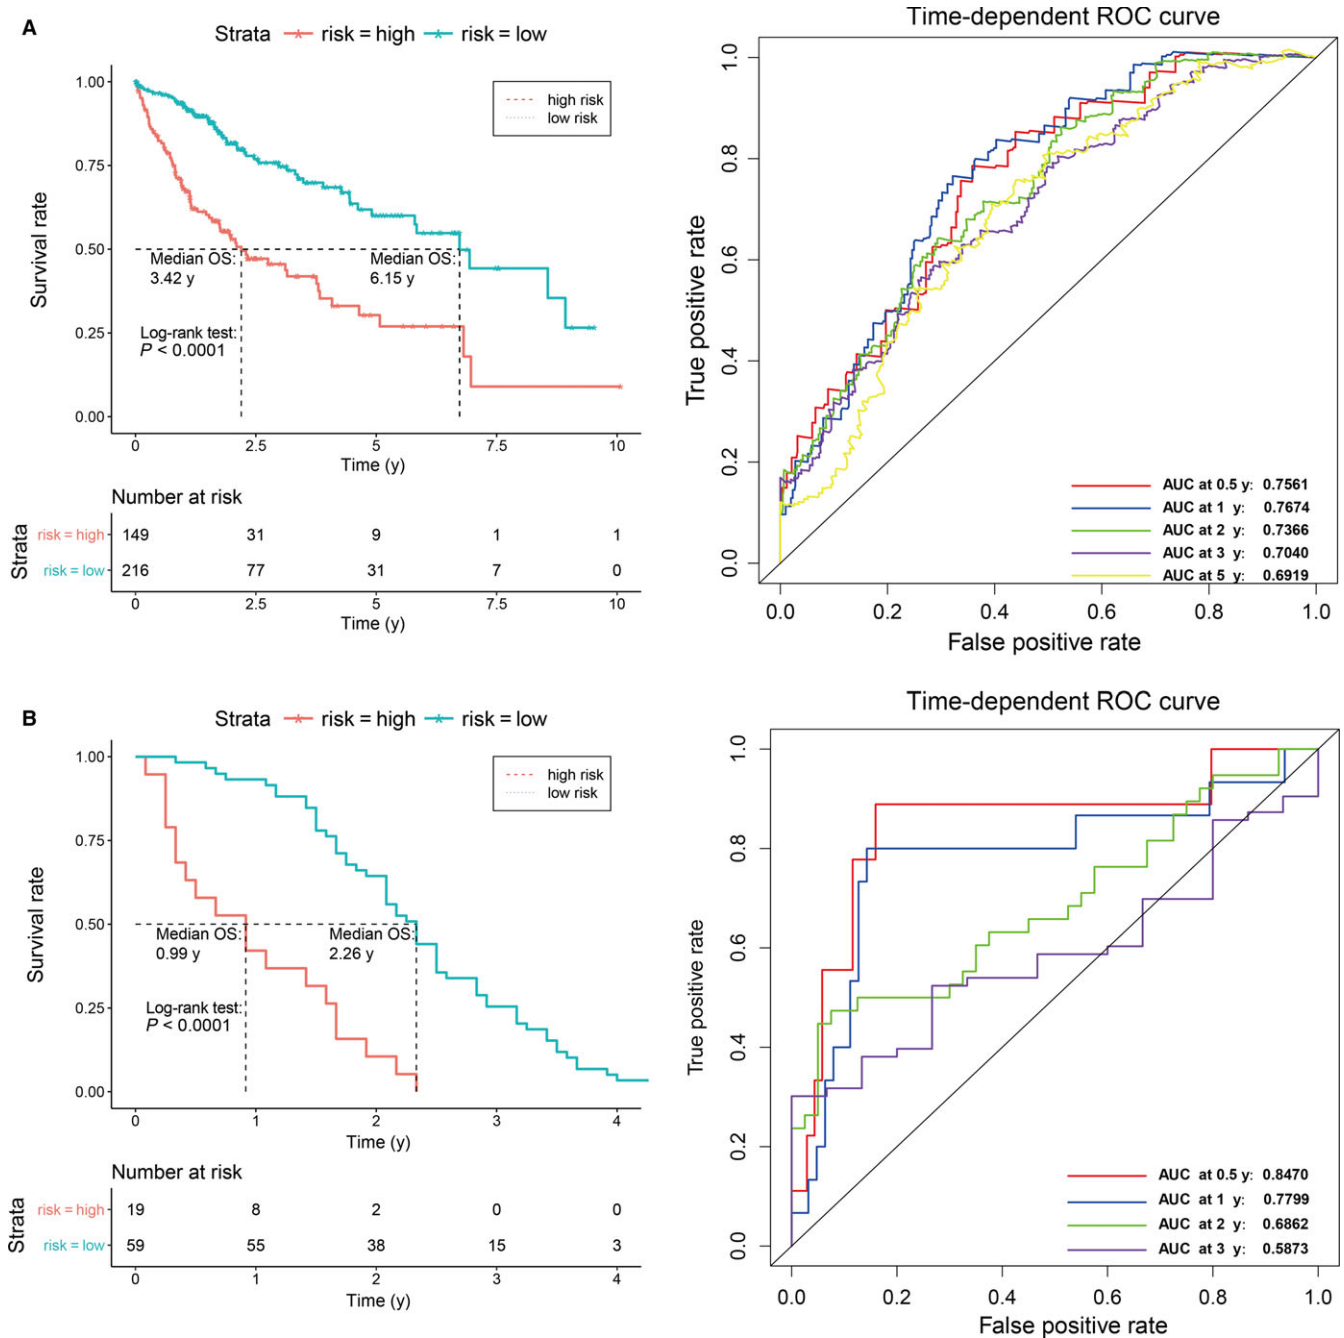 A
Strata risk = high risk = low
1.00
0.75
0.50
0.25
0.00
Survival rate
high risk
low risk
Median OS:
3.42 y
Median OS:
6.15 y
Log-rank test:
P < 0.0001
0 2.5 5 7.5 10
Time (y)
Number at risk
Strata
risk = high 149 31 9 1 1
risk = low 216 77 31 7 0
0 2.5 5 7.5 10
Time (y)
Time-dependent ROC curve
True positive rate
1.0
0.8
0.6
0.4
0.2
0.0
AUC at 0.5 y: 0.7561
AUC at 1 y: 0.7674
AUC at 2 y: 0.7366
AUC at 3 y: 0.7040
AUC at 5 y: 0.6919
0.0 0.2 0.4 0.6 0.8 1.0
False positive rate
B
Strata risk = high risk = low
1.00
0.75
0.50
0.25
0.00
Survival rate
high risk
low risk
Median OS:
0.99 y
Median OS:
2.26 y
Log-rank test:
P < 0.0001
0 1 2 3 4
Time (y)
Number at risk
Strata
risk = high 19 8 2 0 0
risk = low 59 55 38 15 3
0 1 2 3 4
Time (y)
Time-dependent ROC curve
True positive rate
1.0
0.8
0.6
0.4
0.2
0.0
AUC at 0.5 y: 0.8470
AUC at 1 y: 0.7799
AUC at 2 y: 0.6862
AUC at 3 y: 0.5873
0.0 0.2 0.4 0.6 0.8 1.0
False positive rate